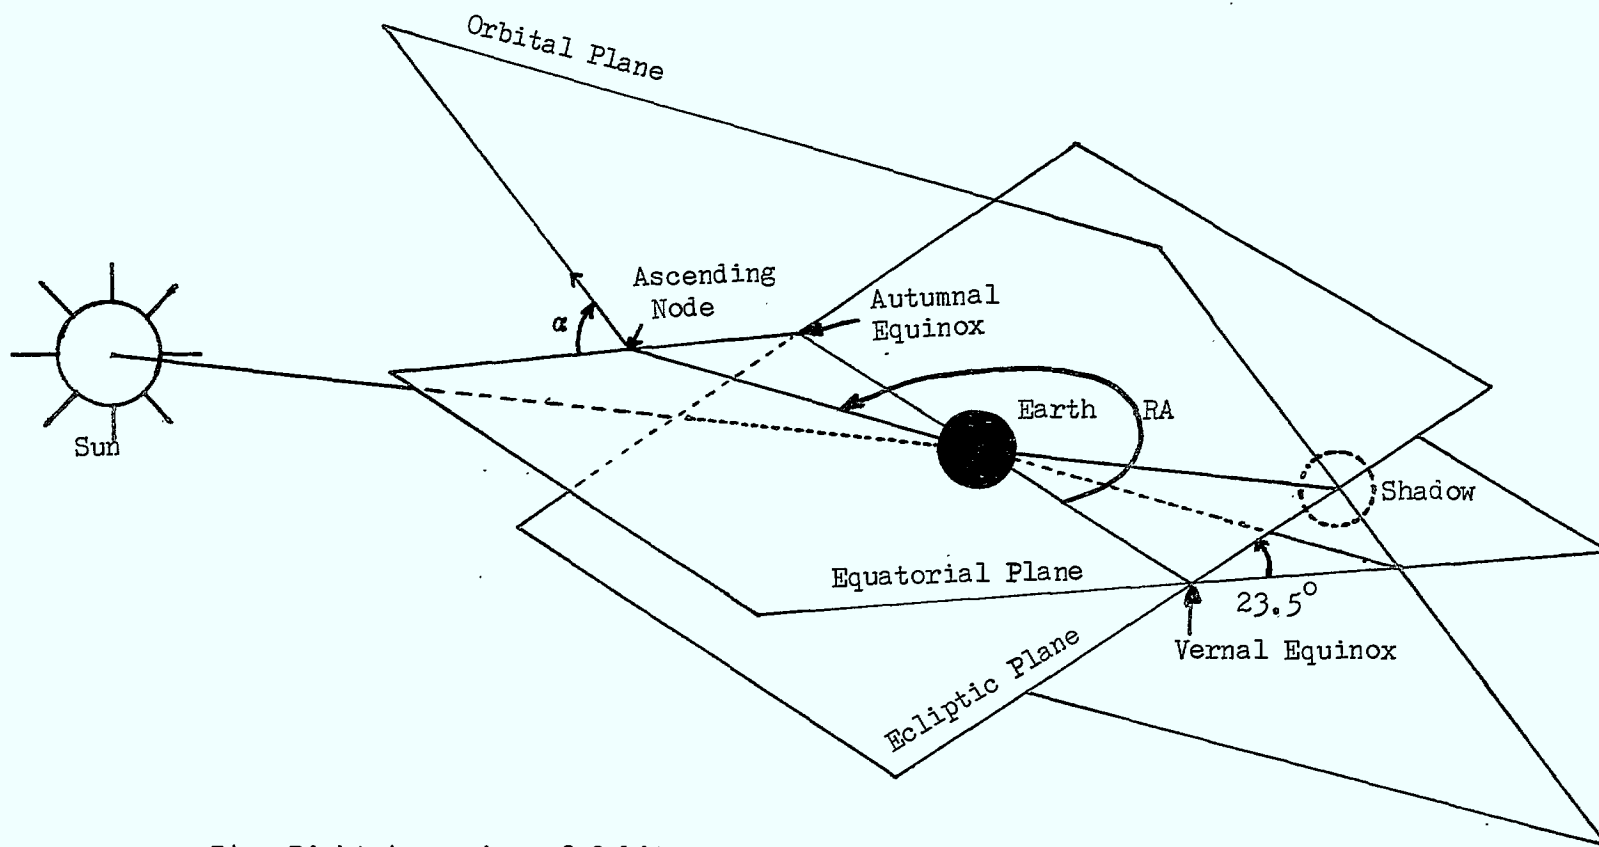 Orbital Plane
Ascending
Node
α
Autumnal
Equinox
Sun
Earth
RA
Shadow
Equatorial Plane
23.5°
Vernal Equinox
Ecliptic Plane